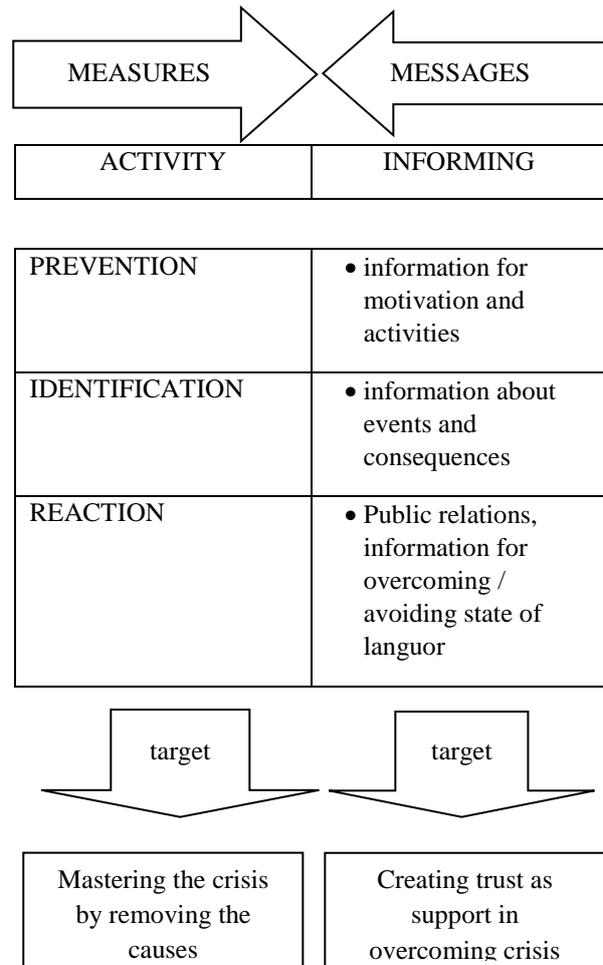 MEASURES
MESSAGES
ACTIVITY
INFORMING
PREVENTION
• information for
motivation and
activities
IDENTIFICATION
• information about
events and
consequences
REACTION
• Public relations,
information for
overcoming /
avoiding state of
languor
target
target
Mastering the crisis
by removing the
causes
Creating trust as
support in
overcoming crisis